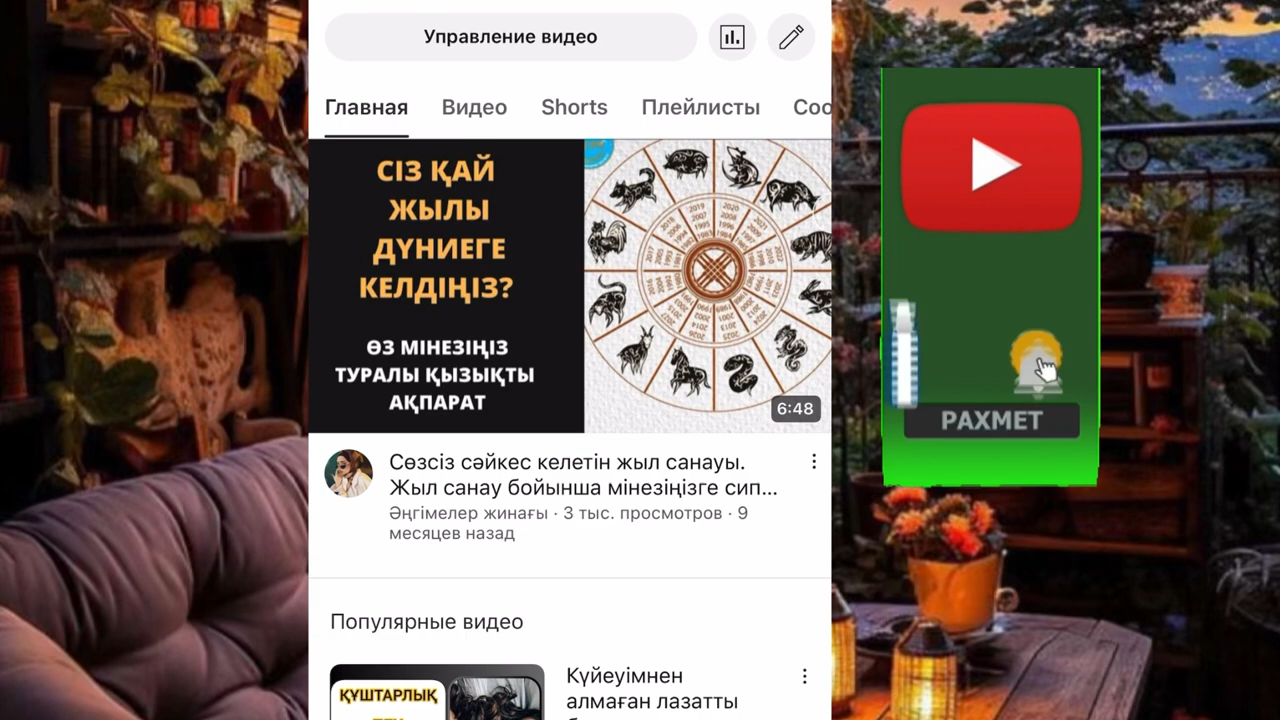 Управление видео
Главная Видео Shorts Плейлисты Соо
СІЗ ҚАЙ
ЖЫЛЫ
ДҮНИЕГЕ
КЕЛДІҢІЗ?
ӨЗ МІНЕЗІҢІЗ
ТУРАЛЫ ҚЫЗЫҚТЫ
АҚПАРАТ
6:48
Сөзсіз сәйкес келетін жыл санауы.
Жыл санау бойынша мінезіңізге сип...
Әңгімелер жинағы · 3 тыс. просмотров · 9
месяцев назад
Популярные видео
ҚҰШТАРЛЫҚ
Күйеуімнен
алмаған лазатты
РАХМЕТ